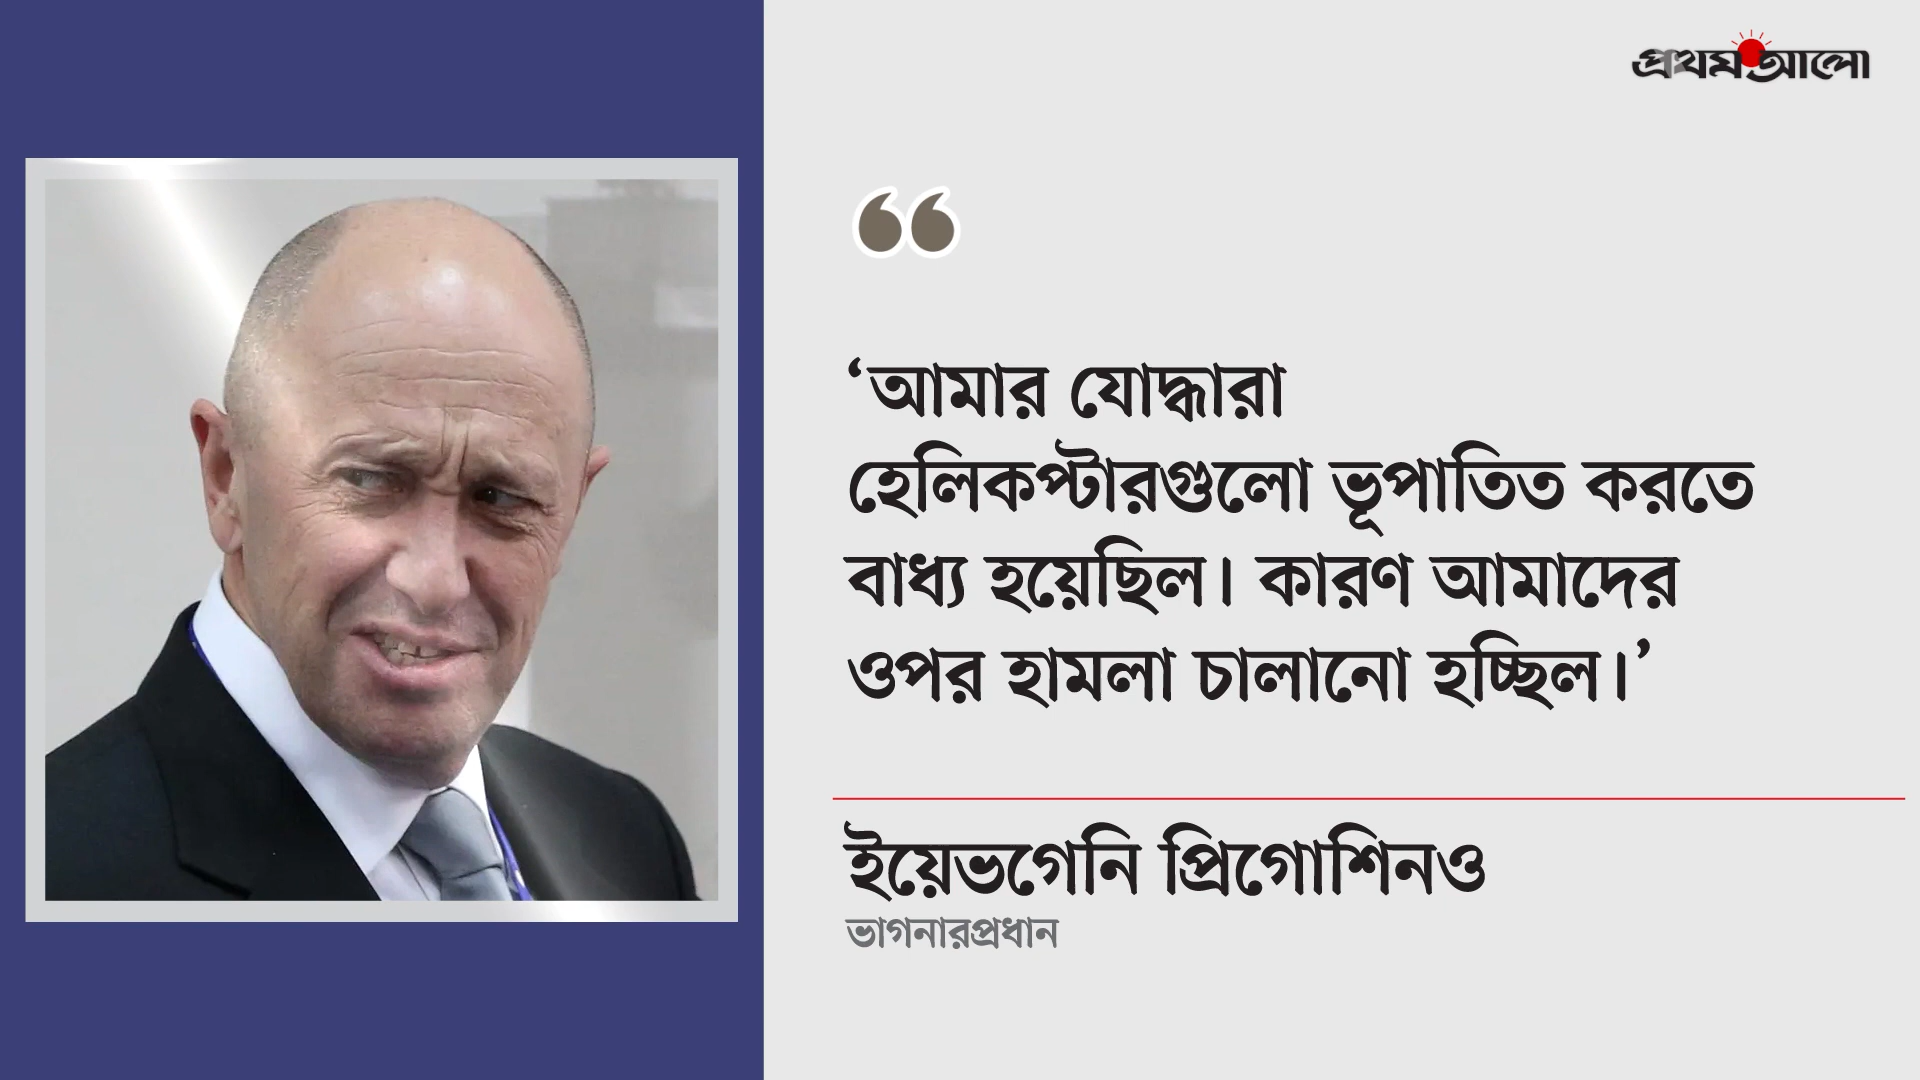 প্রথম আলো
‘আমার যোদ্ধারা
হেলিকপ্টারগুলো ভূপাতিত করতে
বাধ্য হয়েছিল। কারণ আমাদের
ওপর হামলা চালানো হচ্ছিল।’
ইয়েভগেনি প্রিগোশিনও
ভাগনারপ্রধান